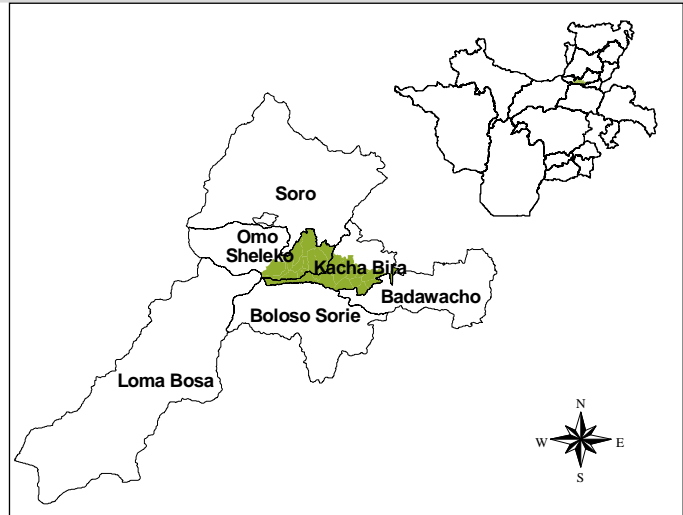 Soro
Omo
Sheleko
Kacha Bira
Badawacho
Boloso Sorie
Loma Bosa
N
W
E
S